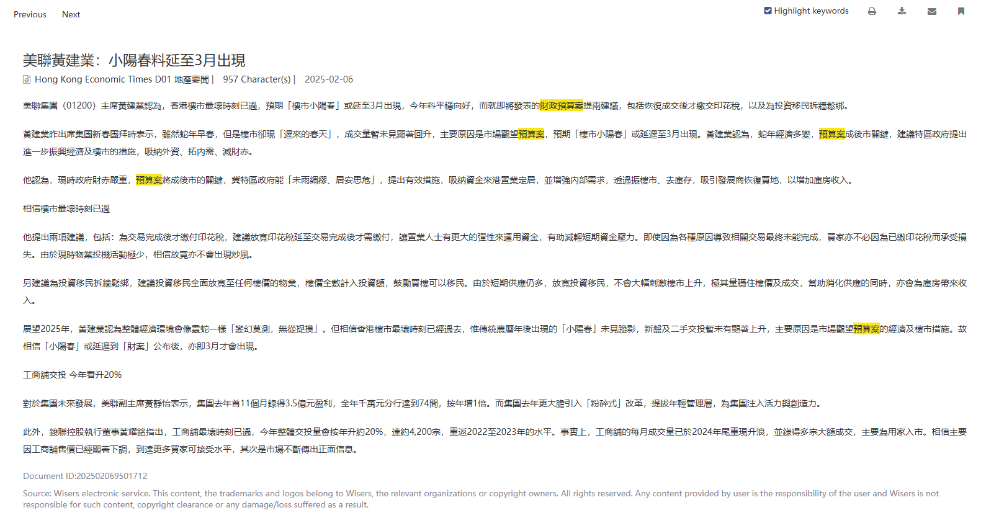 Previous Next
Highlight keywords
美聯黃建業：小陽春料延至3月出現
Hong Kong Economic Times D01 地產要聞 | 957 Character(s) | 2025-02-06
美聯集團（01200）主席黃建業認為，香港樓市最壞時刻已過，預期「樓市小陽春」或延至3月出現，今年料平穩向好，而就即將發表的財政預算案提兩建議，包括恢復成交後才繳交印花稅，以及為投資移民拆牆鬆綁。
黃建業昨出席集團新春團拜時表示，雖然蛇年早春，但是樓市卻現「遲來的春天」，成交量暫未見顯著回升，主要原因是市場觀望預算案，預期「樓市小陽春」或延遲至3月出現。黃建業認為，蛇年經濟多變，預算案成後市關鍵，建議特區政府提出
進一步振興經濟及樓市的措施，吸納外資、拓內需、減財赤。
他認為，現時政府財赤嚴重，預算案將成後市的關鍵，冀特區政府能「未雨綢繆、居安思危」，提出有效措施，吸納資金來港置業定居，並增強內部需求，透過振樓市、去庫存，吸引發展商恢復買地，以增加庫房收入。
相信樓市最壞時刻已過
他提出兩項建議，包括：為交易完成後才繳付印花稅，建議放寬印花稅延至交易完成後才需繳付，讓置業人士有更大的彈性來運用資金，有助減輕短期資金壓力。即使因為各種原因導致相關交易最終未能完成，買家亦不必因為已繳印花稅而承受損
失。由於現時物業投機活動極少，相信放寬亦不會出現炒風。
另建議為投資移民拆牆鬆綁，建議投資移民全面放寬至任何樓價的物業，樓價全數計入投資額，鼓勵買樓可以移民。由於短期供應仍多，放寬投資移民，不會大幅刺激樓市上升，極其量穩住樓價及成交，幫助消化供應的同時，亦會為庫房帶來收
入。
展望2025年，黃建業認為整體經濟環境會像靈蛇一樣「變幻莫測，無從捉摸」。但相信香港樓市最壞時刻已經過去，惟傳統農曆年後出現的「小陽春」未見蹤影，新盤及二手交投暫未有顯著上升，主要原因是市場觀望預算案的經濟及樓市措施。故
相信「小陽春」或延遲到「財案」公布後，亦即3月才會出現。
工商舖交投 今年看升20%
對於集團未來發展，美聯副主席黃靜怡表示，集團去年首11個月錄得3.5億元盈利，全年千萬元分行達到74間，按年增1倍。而集團去年更大膽引入「粉碎式」改革，提拔年輕管理層，為集團注入活力與創造力。
此外，鋑聯控股執行董事黃耀銘指出，工商舖最壞時刻已過，今年整體交投量會按年升約20%，達約4,200宗，重返2022至2023年的水平。事實上，工商舖的每月成交量已於2024年尾重現升浪，並錄得多宗大額成交，主要為用家入市。相信主要
因工商舖售價已經顯著下調，到達更多買家可接受水平，其次是市場不斷傳出正面信息。
Document ID:202502069501712
Source: Wisers electronic service. This content, the trademarks and logos belong to Wisers, the relevant organizations or copyright owners. All rights reserved. Any content provided by user is the responsibility of the user and Wisers is not
responsible for such content, copyright clearance or any damage/loss suffered as a result.